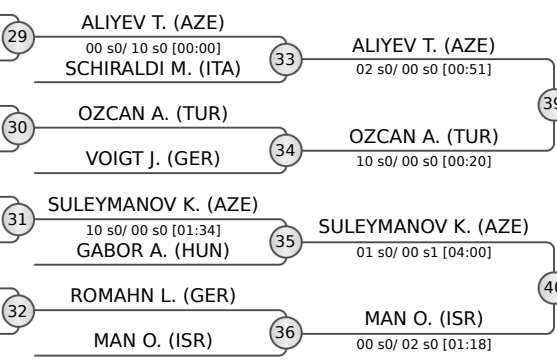 29
ALIYEV T. (AZE)
00 s0/ 10 s0 [00:00]
SCHIRALDI M. (ITA)
33
ALIYEV T. (AZE)
02 s0/ 00 s0 [00:51]
39
30
OZCAN A. (TUR)
VOIGT J. (GER)
34
OZCAN A. (TUR)
10 s0/ 00 s0 [00:20]
31
SULEYMANOV K. (AZE)
10 s0/ 00 s0 [01:34]
GABOR A. (HUN)
35
SULEYMANOV K. (AZE)
01 s0/ 00 s1 [04:00]
40
32
ROMAHN L. (GER)
MAN O. (ISR)
36
MAN O. (ISR)
00 s0/ 02 s0 [01:18]